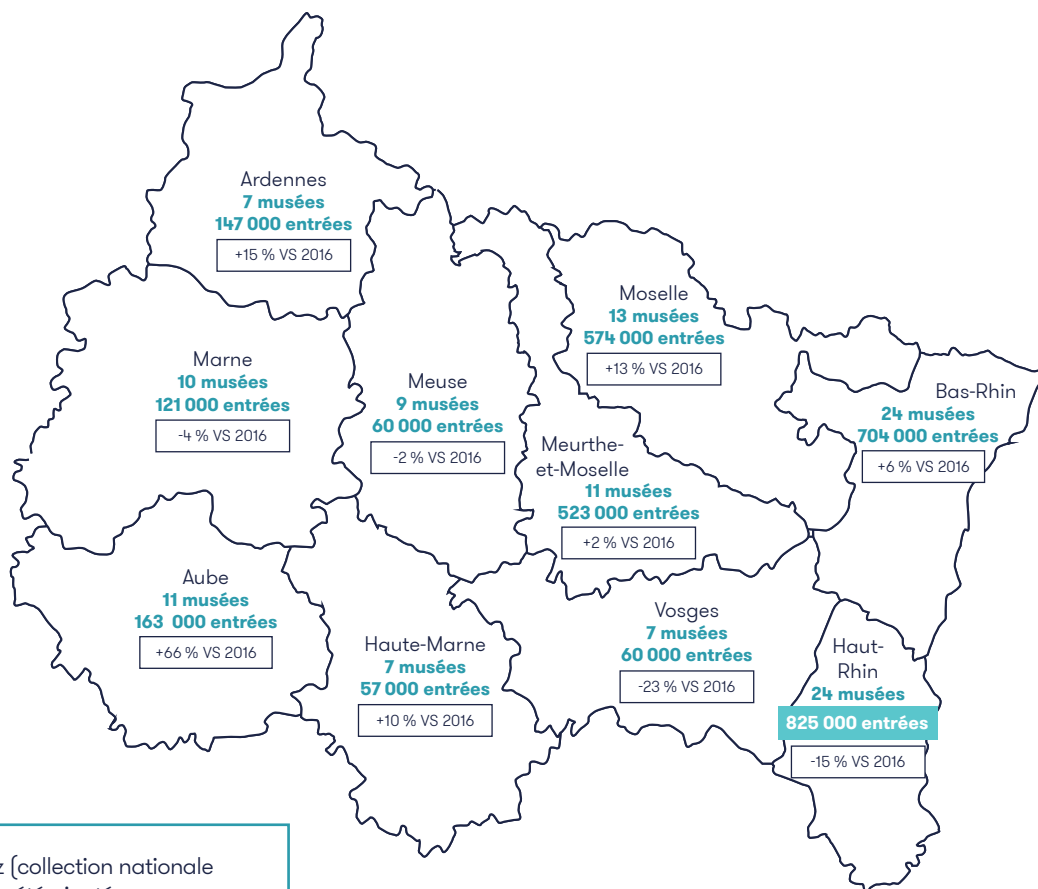 Ardennes
7 musées
147 000 entrées
+15 % VS 2016
Moselle
13 musées
574 000 entrées
+13 % VS 2016
Marne
10 musées
121 000 entrées
-4 % VS 2016
Meuse
9 musées
60 000 entrées
-2 % VS 2016
Bas-Rhin
24 musées
704 000 entrées
+6 % VS 2016
Meurthe-
et-Moselle
11 musées
523 000 entrées
+2 % VS 2016
Aube
11 musées
163 000 entrées
+66 % VS 2016
Haute-Marne
7 musées
57 000 entrées
+10 % VS 2016
Vosges
7 musées
60 000 entrées
-23 % VS 2016
Haut-
Rhin
24 musées
825 000 entrées
-15 % VS 2016
z (collection nationale